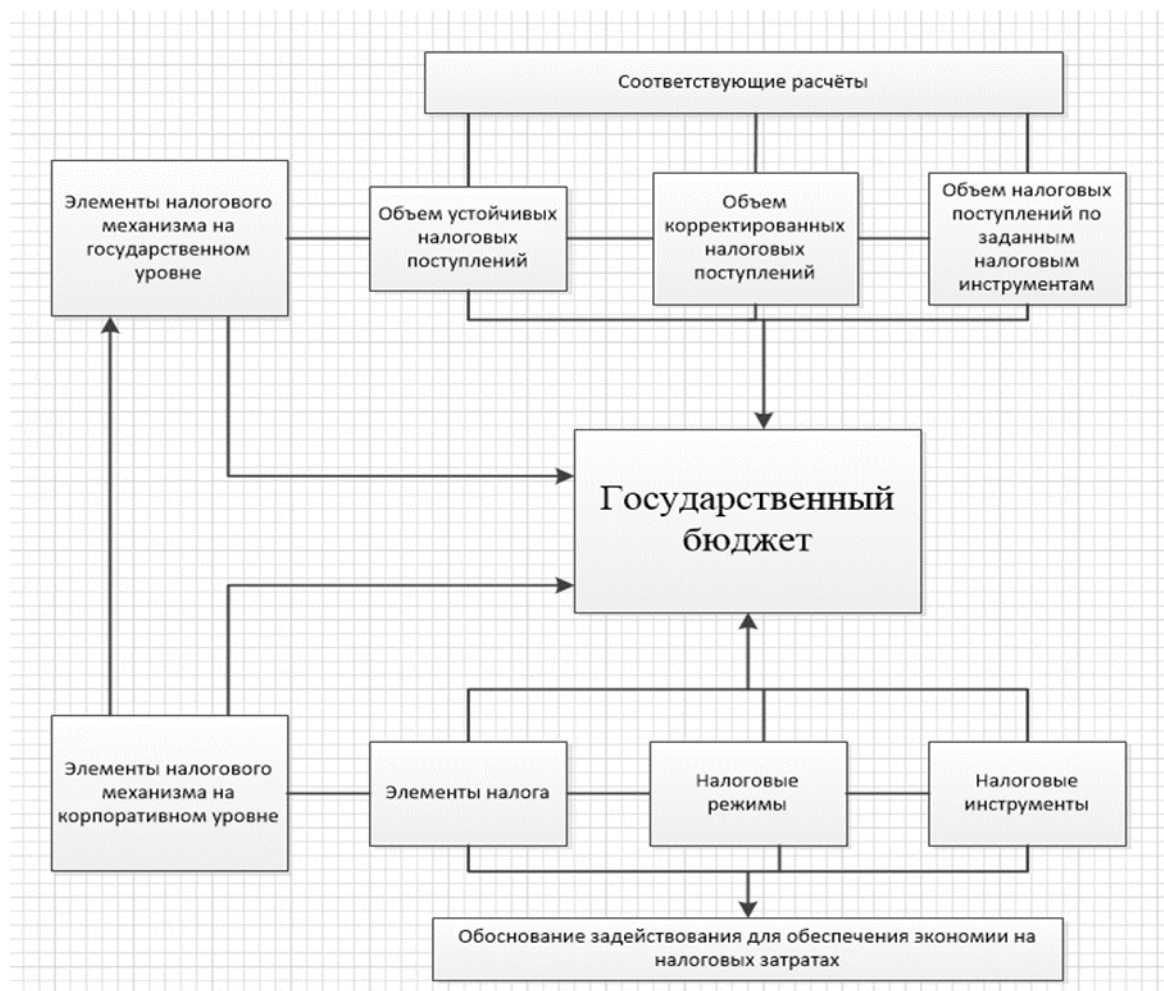 Соответствующие расчёты
Элементы налогового
механизма на
государственном
уровне
Объем устойчивых
налоговых
поступлений
Объем
корректированных
налоговых
поступлений
Объем налоговых
поступлений по
заданным
налоговым
инструментам
Государственный
бюджет
Элементы налогового
механизма на
корпоративном уровне
Элементы налога
Налоговые
режимы
Налоговые
инструменты
Обоснование задействования для обеспечения экономии на
налоговых затратах